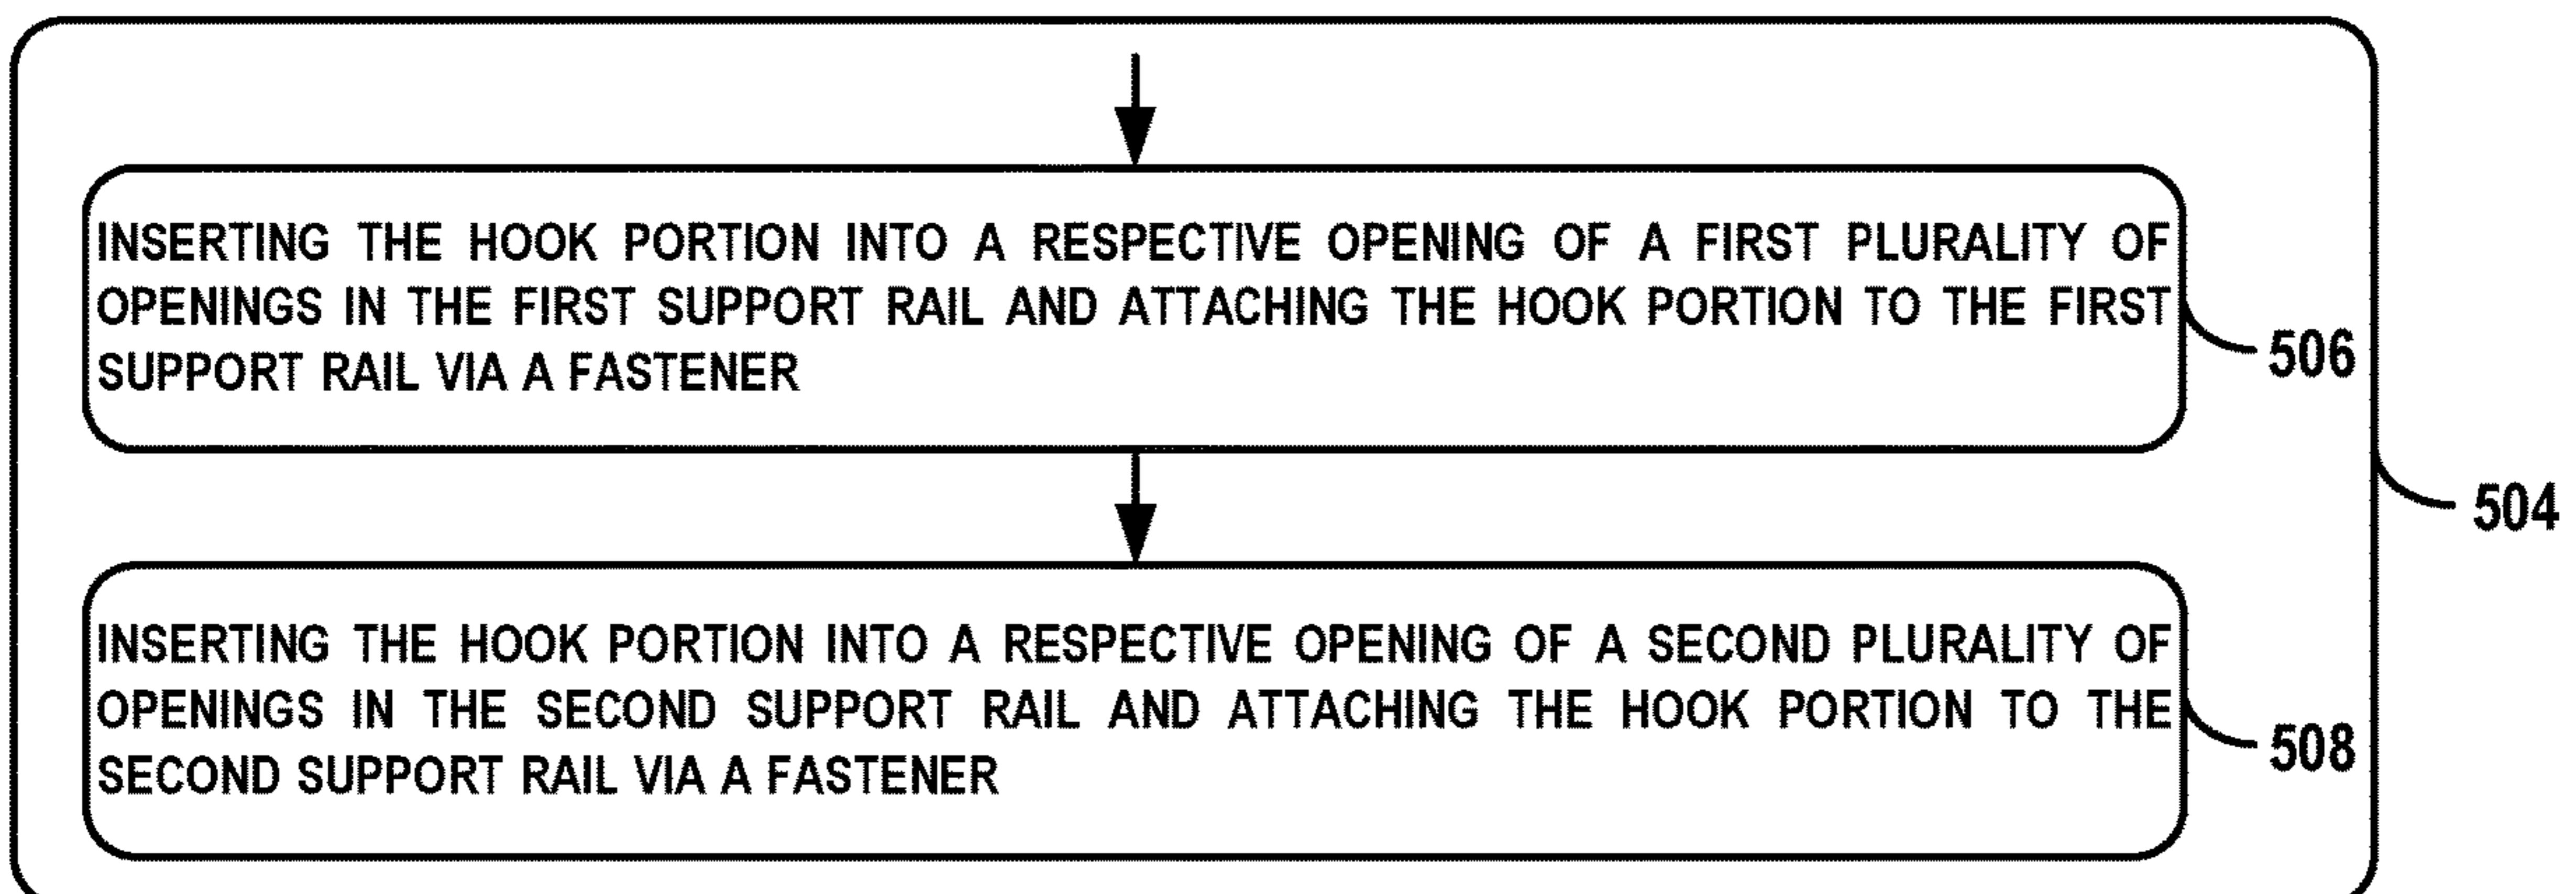 INSERTING THE HOOK PORTION INTO A RESPECTIVE OPENING OF A FIRST PLURALITY OF
OPENINGS IN THE FIRST SUPPORT RAIL AND ATTACHING THE HOOK PORTION TO THE FIRST
SUPPORT RAIL VIA A FASTENER
506
504
INSERTING THE HOOK PORTION INTO A RESPECTIVE OPENING OF A SECOND PLURALITY OF
OPENINGS IN THE SECOND SUPPORT RAIL AND ATTACHING THE HOOK PORTION TO THE
SECOND SUPPORT RAIL VIA A FASTENER
508